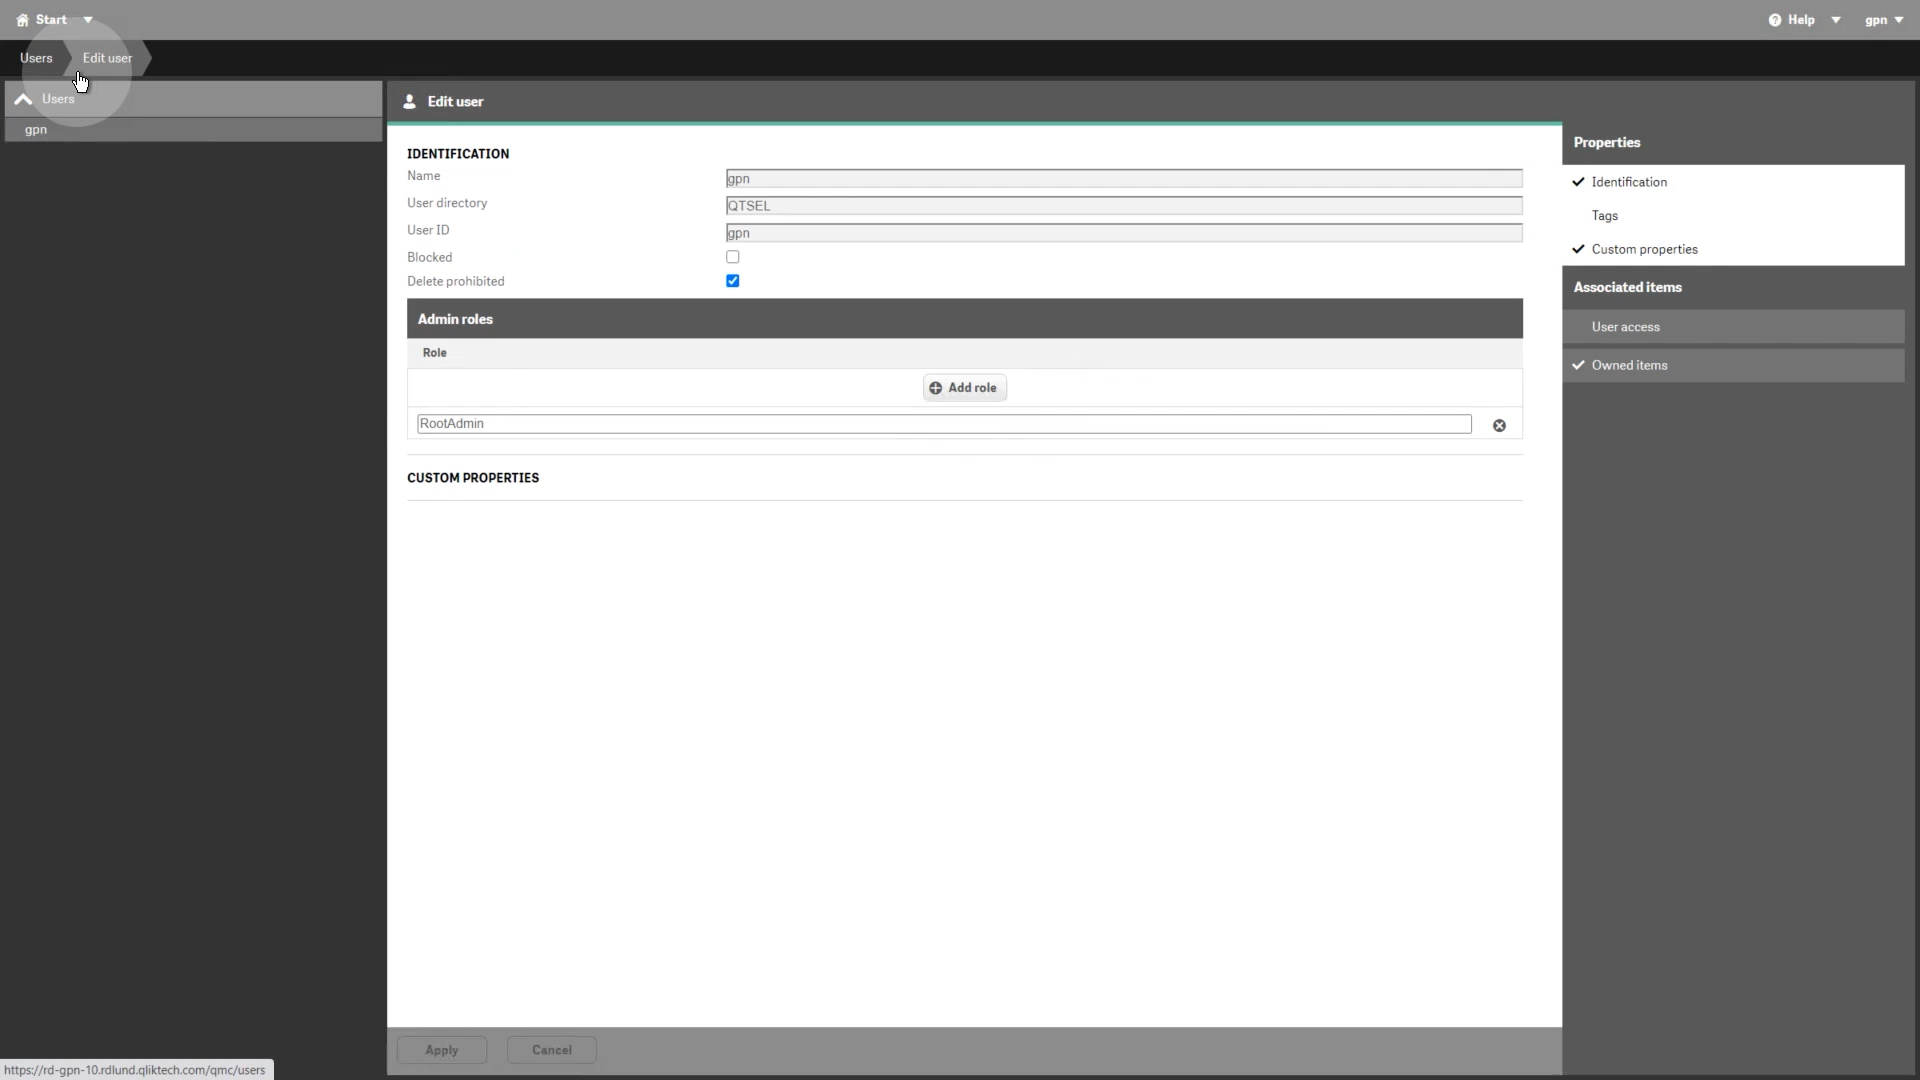 Start
Help
gpn
Users
Edit user
Users
gpn
Edit user
IDENTIFICATION
Name
gpn
User directory
QTSEL
User ID
gpn
Blocked
Delete prohibited
Admin roles
Role
Add role
RootAdmin
CUSTOM PROPERTIES
Properties
Identification
Tags
Custom properties
Associated items
User access
Owned items
Apply
Cancel
https://rd-gpn-10.rdlund.qliktech.com/qmc/users